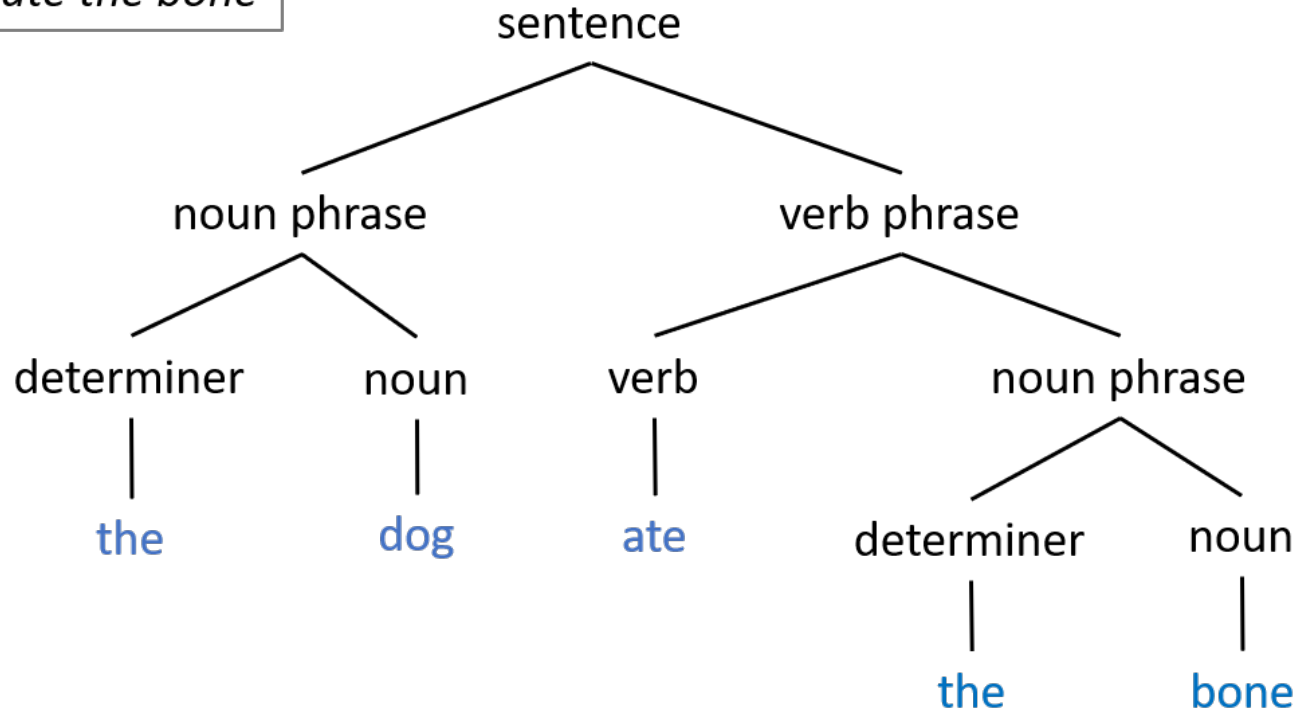 ate the bone
sentence
noun phrase verb phrase
determiner noun verb noun phrase
the dog ate determiner noun
the bone